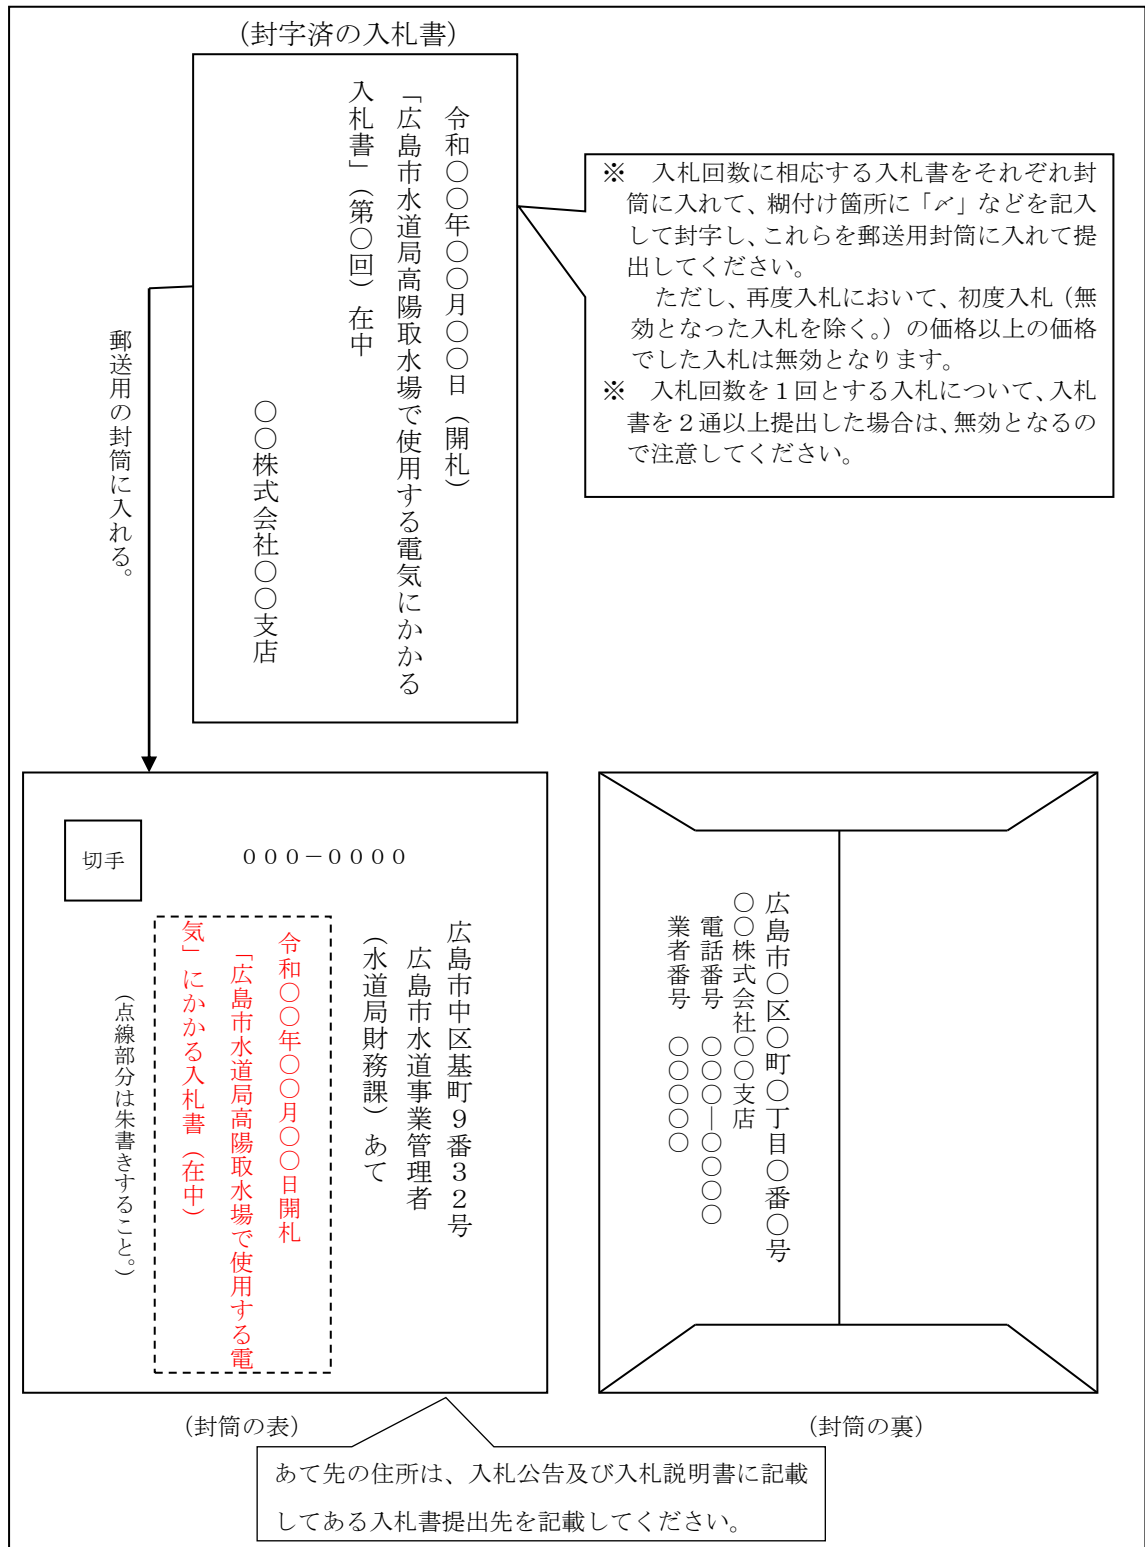 (封字済の入札書)
令和〇〇年〇〇月〇〇日（開札）
「広島市水道局高陽取水場で使用する電気にかかる
入札書」（第〇回）在中
〇〇株式会社〇〇支店
※　入札回数に相応する入札書をそれぞれ封
筒に入れて、糊付け箇所に「〆」などを記入
して封字し、これらを郵送用封筒に入れて提
出してください。
ただし、再度入札において、初度入札（無
効となった入札を除く。）の価格以上の価格
でした入札は無効となります。
※　入札回数を１回とする入札について、入札
書を２通以上提出した場合は、無効となるの
で注意してください。
郵送用の封筒に入れる。
切手
０００－００００
広島市中区基町９番３２号
広島市水道事業管理者
（水道局財務課）あて
令和〇〇年〇〇月〇〇日開札
「広島市水道局高陽取水場で使用する電
気」にかかる入札書（在中）
（点線部分は朱書きすること。）
（封筒の表）
広島市〇区〇町〇丁目〇番〇号
〇〇株式会社〇〇支店
電話番号　〇〇〇―〇〇〇〇
業者番号　〇〇〇〇〇
（封筒の裏）
あて先の住所は、入札公告及び入札説明書に記載
してある入札書提出先を記載してください。